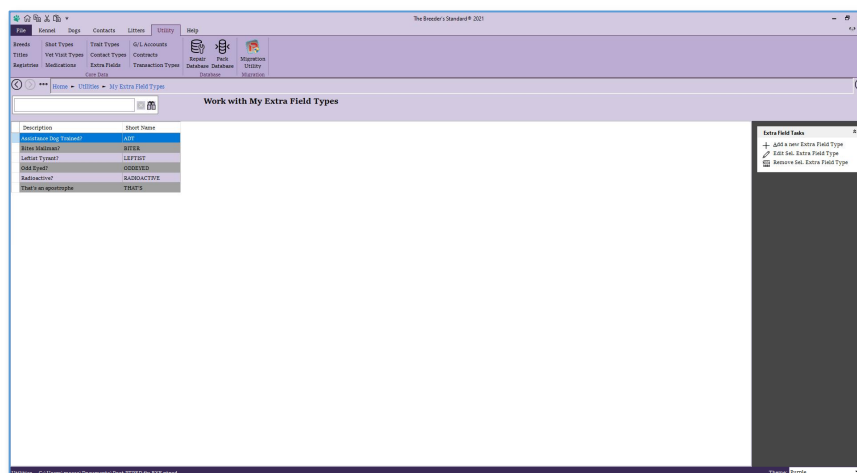 The Breeder's Standard® 2021
File Kennel Dogs Contacts Litters Utility Help
Breeds Shot Types Trait Types G/L Accounts
Titles Vet Visit Types Contact Types Contracts
Registries Medications Extra Fields Transaction Types
Repair Database Pack Database Migration Utility
Core Data Database Migration
Home Utilities My Extra Field Types
Work with My Extra Field Types
Description Short Name
Assistance Dog Trained? ADT
Bites Mailman? BITER
Leftist Tyrant? LEFTIST
Odd Eyed? ODDEYED
Radioactive? RADIOACTIVE
That's an apostrophe THAT'S
Extra Field Tasks
Add a new Extra Field Type
Edit Sel. Extra Field Type
Remove Sel. Extra Field Type
Theme Purple